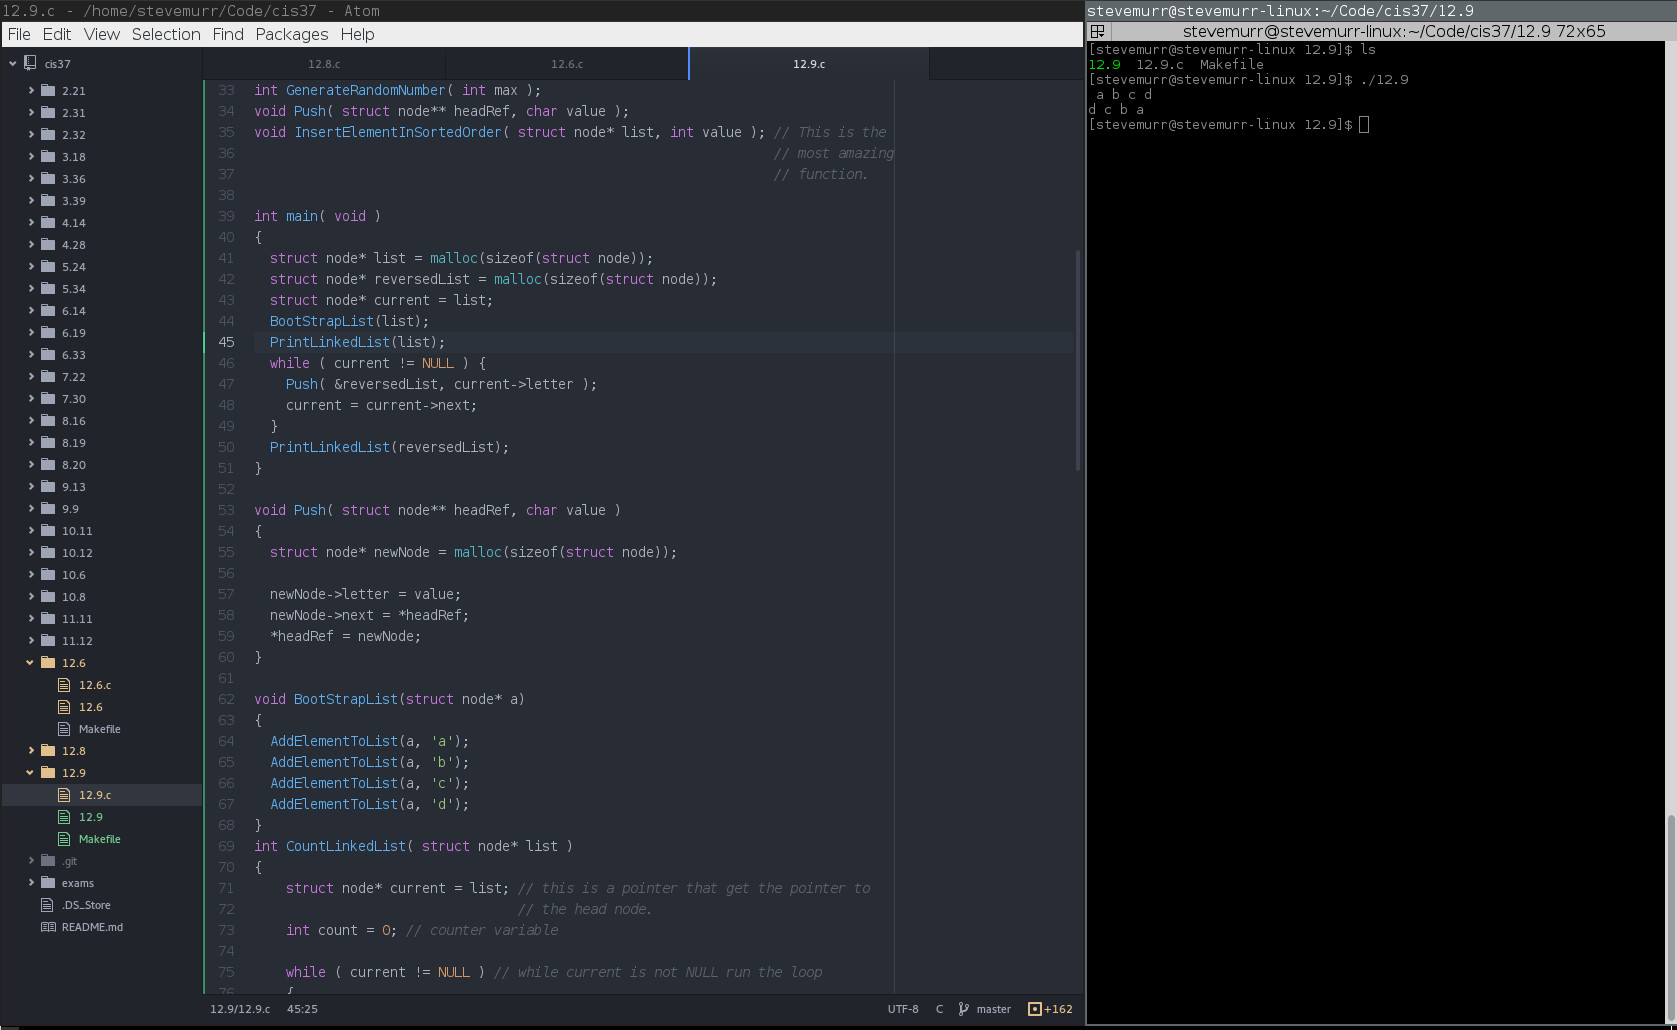 12.9.c - /home/stevemurr/Code/cis37 - Atom
File Edit View Selection Find Packages Help
cis37
2.21
2.31
2.32
3.18
3.36
3.39
4.14
4.28
5.24
5.34
6.14
6.19
6.33
7.22
7.30
8.16
8.19
8.20
9.13
9.9
10.11
10.12
10.6
10.8
11.11
11.12
12.6
12.6.c
12.6
Makefile
12.8
12.9
12.9.c
12.9
Makefile
.git
exams
.DS_Store
README.md
12.8.c 12.6.c 12.9.c
33 int GenerateRandomNumber( int max );
34 void Push( struct node** headRef, char value );
35 void InsertElementInSortedOrder( struct node* list, int value ); // This is the
36 // most amazing
37 // function.
38
39 int main( void )
40 {
41 struct node* list = malloc(sizeof(struct node));
42 struct node* reversedList = malloc(sizeof(struct node));
43 struct node* current = list;
44 BootStrapList(list);
45 PrintLinkedList(list);
46 while ( current != NULL ) {
47 Push( &reversedList, current->letter );
48 current = current->next;
49 }
50 PrintLinkedList(reversedList);
51 }
52
53 void Push( struct node** headRef, char value )
54 {
55 struct node* newNode = malloc(sizeof(struct node));
56
57 newNode->letter = value;
58 newNode->next = *headRef;
59 *headRef = newNode;
60 }
61
62 void BootStrapList(struct node* a)
63 {
64 AddElementToList(a, 'a');
65 AddElementToList(a, 'b');
66 AddElementToList(a, 'c');
67 AddElementToList(a, 'd');
68 }
69 int CountLinkedList( struct node* list )
70 {
71 struct node* current = list; // this is a pointer that get the pointer to
72 // the head node.
73 int count = 0; // counter variable
74
75 while ( current != NULL ) // while current is not NULL run the loop
76 {
12.9/12.9.c 45:25 UTF-8 C master +162
stevemurr@stevemurr-linux:~/Code/cis37/12.9
stevemurr@stevemurr-linux:~/Code/cis37/12.9 72x65
[stevemurr@stevemurr-linux 12.9]$ ls
12.9 12.9.c Makefile
[stevemurr@stevemurr-linux 12.9]$ ./12.9
a b c d
d c b a
[stevemurr@stevemurr-linux 12.9]$